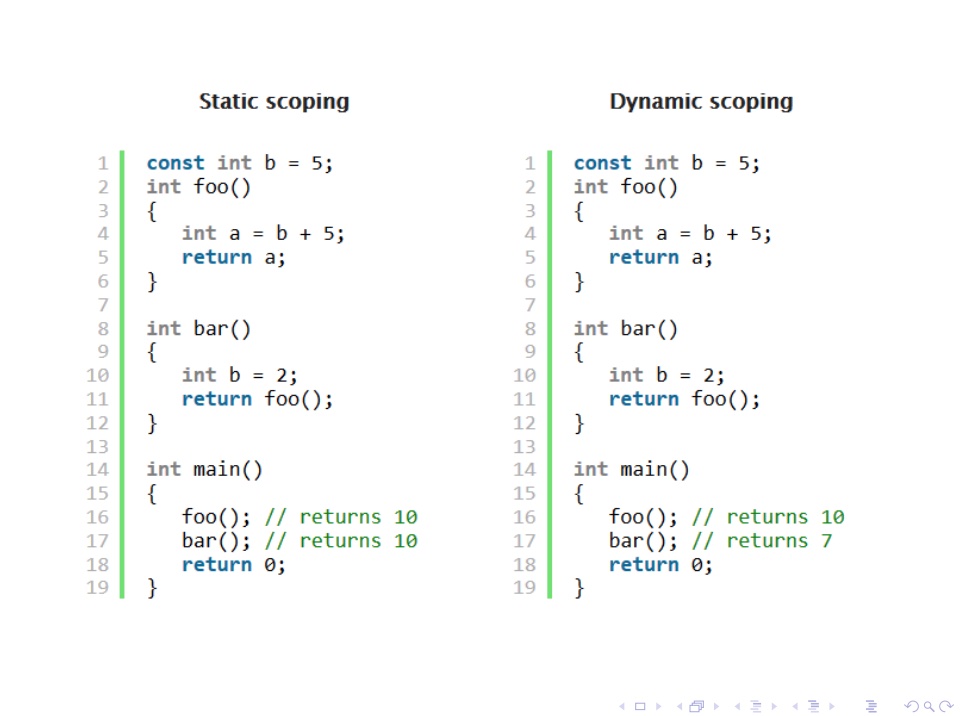 Static scoping
1 const int b = 5;
2 int foo()
3 {
4    int a = b + 5;
5    return a;
6 }
7
8 int bar()
9 {
10    int b = 2;
11    return foo();
12 }
13
14 int main()
15 {
16    foo(); // returns 10
17    bar(); // returns 10
18    return 0;
19 }
Dynamic scoping
1 const int b = 5;
2 int foo()
3 {
4    int a = b + 5;
5    return a;
6 }
7
8 int bar()
9 {
10    int b = 2;
11    return foo();
12 }
13
14 int main()
15 {
16    foo(); // returns 10
17    bar(); // returns 7
18    return 0;
19 }